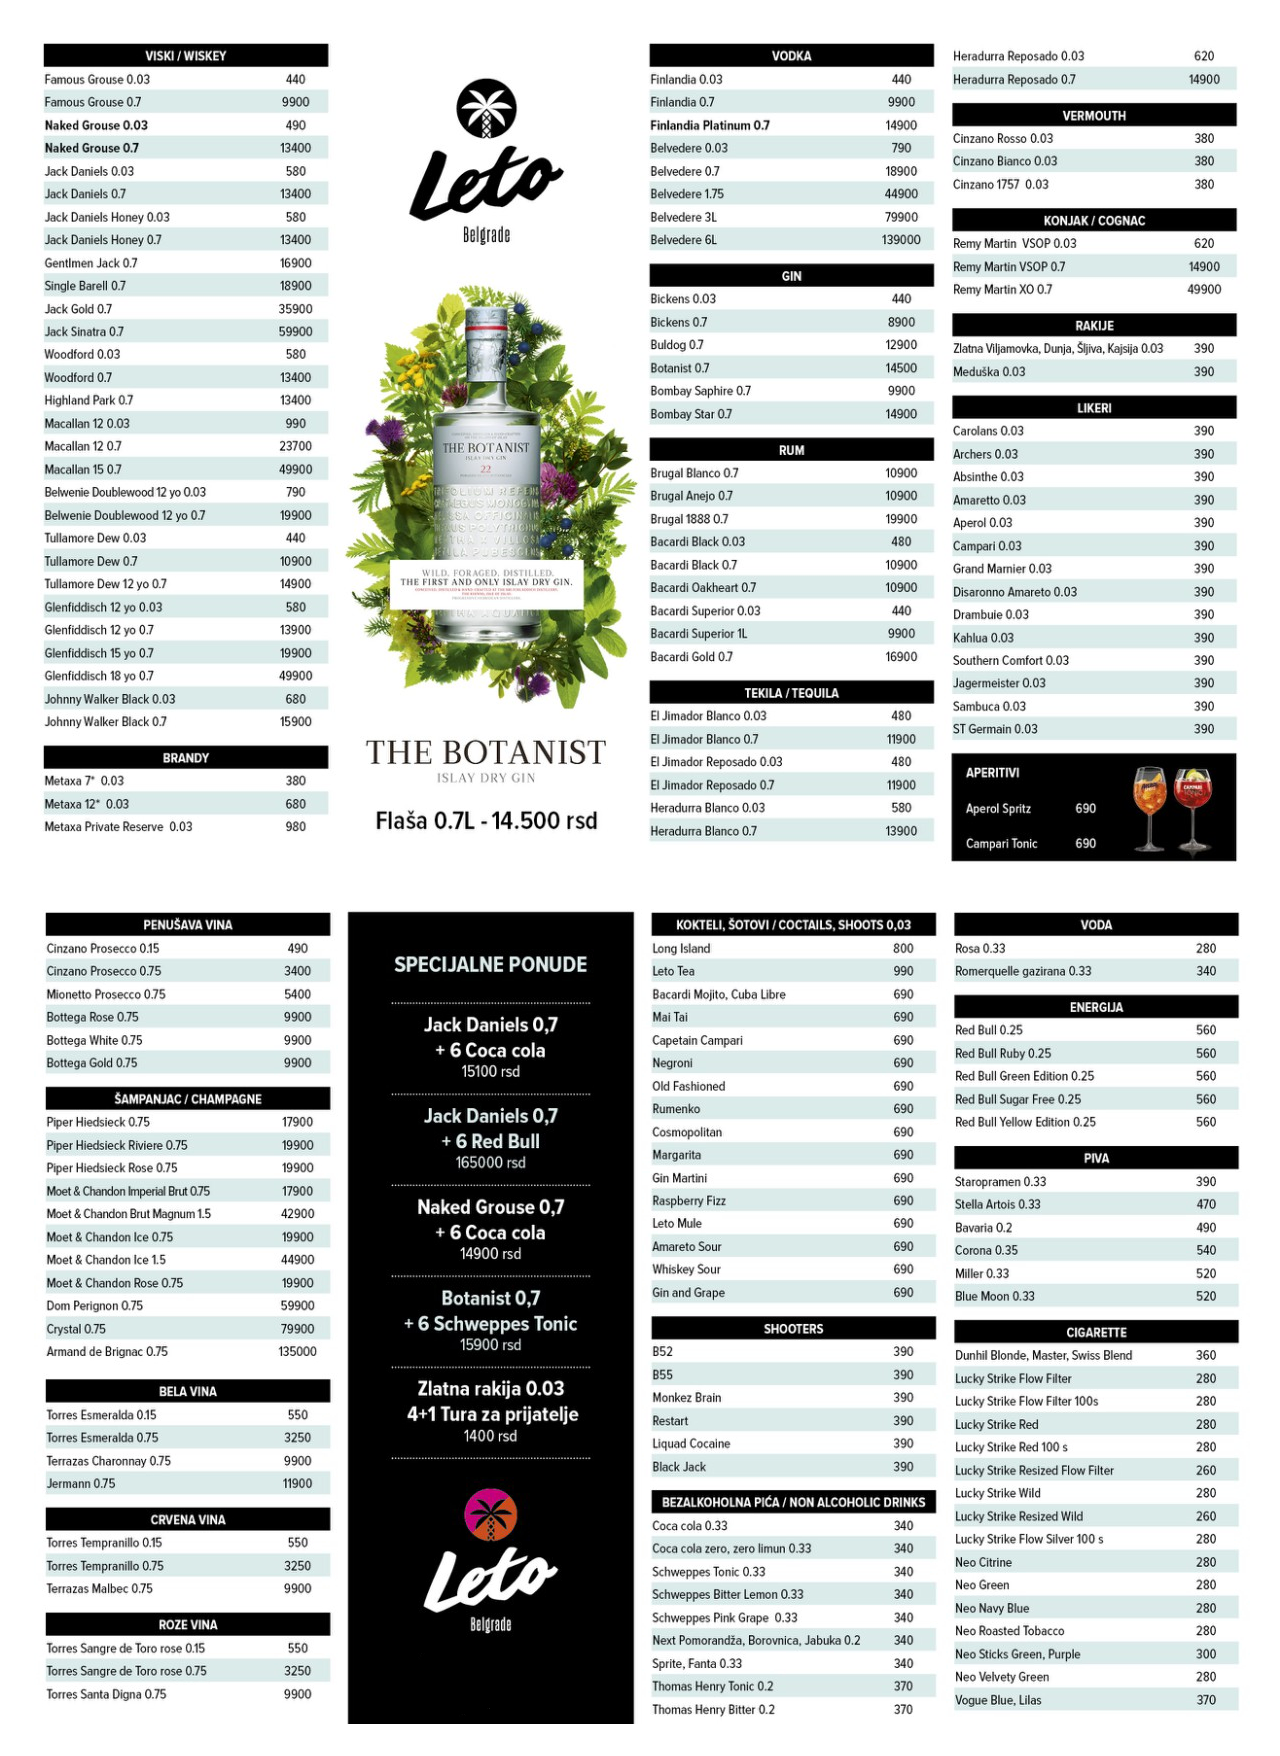 VISKI / WISKEY
Famous Grouse 0.03 440
Famous Grouse 0.7 9900
Naked Grouse 0.03 490
Naked Grouse 0.7 13400
Jack Daniels 0.03 580
Jack Daniels 0.7 13400
Jack Daniels Honey 0.03 580
Jack Daniels Honey 0.7 13400
Gentlmen Jack 0.7 16900
Single Barell 0.7 18900
Jack Gold 0.7 35900
Jack Sinatra 0.7 59900
Woodford 0.03 580
Woodford 0.7 13400
Highland Park 0.7 13400
Macallan 12 0.03 990
Macallan 12 0.7 23700
Macallan 15 0.7 49900
Belwenie Doublewood 12 yo 0.03 790
Belwenie Doublewood 12 yo 0.7 19900
Tullamore Dew 0.03 440
Tullamore Dew 0.7 10900
Tullamore Dew 12 yo 0.7 14900
Glenfiddisch 12 yo 0.03 580
Glenfiddisch 12 yo 0.7 13900
Glenfiddisch 15 yo 0.7 19900
Glenfiddisch 18 yo 0.7 49900
Johnny Walker Black 0.03 680
Johnny Walker Black 0.7 15900
BRANDY
Metaxa 7* 0.03 380
Metaxa 12* 0.03 680
Metaxa Private Reserve 0.03 980
Leto
Belgrade
THE BOTANIST
ISLAY DRY GIN
22
WILD. FORAGED. DISTILLED.
THE FIRST AND ONLY ISLAY DRY GIN.
THE BOTANIST
ISLAY DRY GIN
Flaša 0.7L - 14.500 rsd
VODKA
Finlandia 0.03 440
Finlandia 0.7 9900
Finlandia Platinum 0.7 14900
Belvedere 0.03 790
Belvedere 0.7 18900
Belvedere 1.75 44900
Belvedere 3L 79900
Belvedere 6L 139000
GIN
Bickens 0.03 440
Bickens 0.7 8900
Buldog 0.7 12900
Botanist 0.7 14500
Bombay Saphire 0.7 9900
Bombay Star 0.7 14900
RUM
Brugal Blanco 0.7 10900
Brugal Anejo 0.7 10900
Brugal 1888 0.7 19900
Bacardi Black 0.03 480
Bacardi Black 0.7 10900
Bacardi Oakheart 0.7 10900
Bacardi Superior 0.03 440
Bacardi Superior 1L 9900
Bacardi Gold 0.7 16900
TEKILA / TEQUILA
El Jimador Blanco 0.03 480
El Jimador Blanco 0.7 11900
El Jimador Reposado 0.03 480
El Jimador Reposado 0.7 11900
Heradurra Blanco 0.03 580
Heradurra Blanco 0.7 13900
Heradurra Reposado 0.03 620
Heradurra Reposado 0.7 14900
VERMOUTH
Cinzano Rosso 0.03 380
Cinzano Bianco 0.03 380
Cinzano 1757 0.03 380
KONJAK / COGNAC
Remy Martin VSOP 0.03 620
Remy Martin VSOP 0.7 14900
Remy Martin XO 0.7 49900
RAKIJE
Zlatna Viljamovka, Dunja, Šljiva, Kajsija 0.03 390
Meduška 0.03 390
LIKERI
Carolans 0.03 390
Archers 0.03 390
Absinthe 0.03 390
Amaretto 0.03 390
Aperol 0.03 390
Campari 0.03 390
Grand Marnier 0.03 390
Disaronno Amareto 0.03 390
Drambuie 0.03 390
Kahlua 0.03 390
Southern Comfort 0.03 390
Jagermeister 0.03 390
Sambuca 0.03 390
ST Germain 0.03 390
APERITIVI
Aperol Spritz 690
Campari Tonic 690
PENUŠAVA VINA
Cinzano Prosecco 0.15 490
Cinzano Prosecco 0.75 3400
Mionetto Prosecco 0.75 5400
Bottega Rose 0.75 9900
Bottega White 0.75 9900
Bottega Gold 0.75 9900
ŠAMPANJAC / CHAMPAGNE
Piper Hiedsieck 0.75 17900
Piper Hiedsieck Riviere 0.75 19900
Piper Hiedsieck Rose 0.75 19900
Moet & Chandon Imperial Brut 0.75 17900
Moet & Chandon Brut Magnum 1.5 42900
Moet & Chandon Ice 0.75 19900
Moet & Chandon Ice 1.5 44900
Moet & Chandon Rose 0.75 19900
Dom Perignon 0.75 59900
Crystal 0.75 79900
Armand de Brignac 0.75 135000
BELA VINA
Torres Esmeralda 0.15 550
Torres Esmeralda 0.75 3250
Terrazas Charonnay 0.75 9900
Jermann 0.75 11900
CRVENA VINA
Torres Tempranillo 0.15 550
Torres Tempranillo 0.75 3250
Terrazas Malbec 0.75 9900
ROZE VINA
Torres Sangre de Toro rose 0.15 550
Torres Sangre de Toro rose 0.75 3250
Torres Santa Digna 0.75 9900
SPECIJALNE PONUDE
Jack Daniels 0,7
+ 6 Coca cola
15100 rsd
Jack Daniels 0,7
+ 6 Red Bull
165000 rsd
Naked Grouse 0,7
+ 6 Coca cola
14900 rsd
Botanist 0,7
+ 6 Schweppes Tonic
15900 rsd
Zlatna rakija 0.03
4+1 Tura za prijatelje
1400 rsd
Leto
Belgrade
KOKTELI, ŠOTOVI / COCTAILS, SHOOTS 0,03
Long Island 800
Leto Tea 990
Bacardi Mojito, Cuba Libre 690
Mai Tai 690
Capetain Campari 690
Negroni 690
Old Fashioned 690
Rumenko 690
Cosmopolitan 690
Margarita 690
Gin Martini 690
Raspberry Fizz 690
Leto Mule 690
Amareto Sour 690
Whiskey Sour 690
Gin and Grape 690
SHOOTERS
B52 390
B55 390
Monkez Brain 390
Restart 390
Liquad Cocaine 390
Black Jack 390
BEZALKOHOLNA PIĆA / NON ALCOHOLIC DRINKS
Coca cola 0.33 340
Coca cola zero, zero limun 0.33 340
Schweppes Tonic 0.33 340
Schweppes Bitter Lemon 0.33 340
Schweppes Pink Grape 0.33 340
Next Pomorandža, Borovnica, Jabuka 0.2 340
Sprite, Fanta 0.33 340
Thomas Henry Tonic 0.2 370
Thomas Henry Bitter 0.2 370
VODA
Rosa 0.33 280
Romerquelle gazirana 0.33 340
ENERGIJA
Red Bull 0.25 560
Red Bull Ruby 0.25 560
Red Bull Green Edition 0.25 560
Red Bull Sugar Free 0.25 560
Red Bull Yellow Edition 0.25 560
PIVA
Staropramen 0.33 390
Stella Artois 0.33 470
Bavaria 0.2 490
Corona 0.35 540
Miller 0.33 520
Blue Moon 0.33 520
CIGARETTE
Dunhil Blonde, Master, Swiss Blend 360
Lucky Strike Flow Filter 280
Lucky Strike Flow Filter 100s 280
Lucky Strike Red 280
Lucky Strike Red 100 s 280
Lucky Strike Resized Flow Filter 260
Lucky Strike Wild 280
Lucky Strike Resized Wild 260
Lucky Strike Flow Silver 100 s 280
Neo Citrine 280
Neo Green 280
Neo Navy Blue 280
Neo Roasted Tobacco 280
Neo Sticks Green, Purple 300
Neo Velvety Green 280
Vogue Blue, Lilas 370